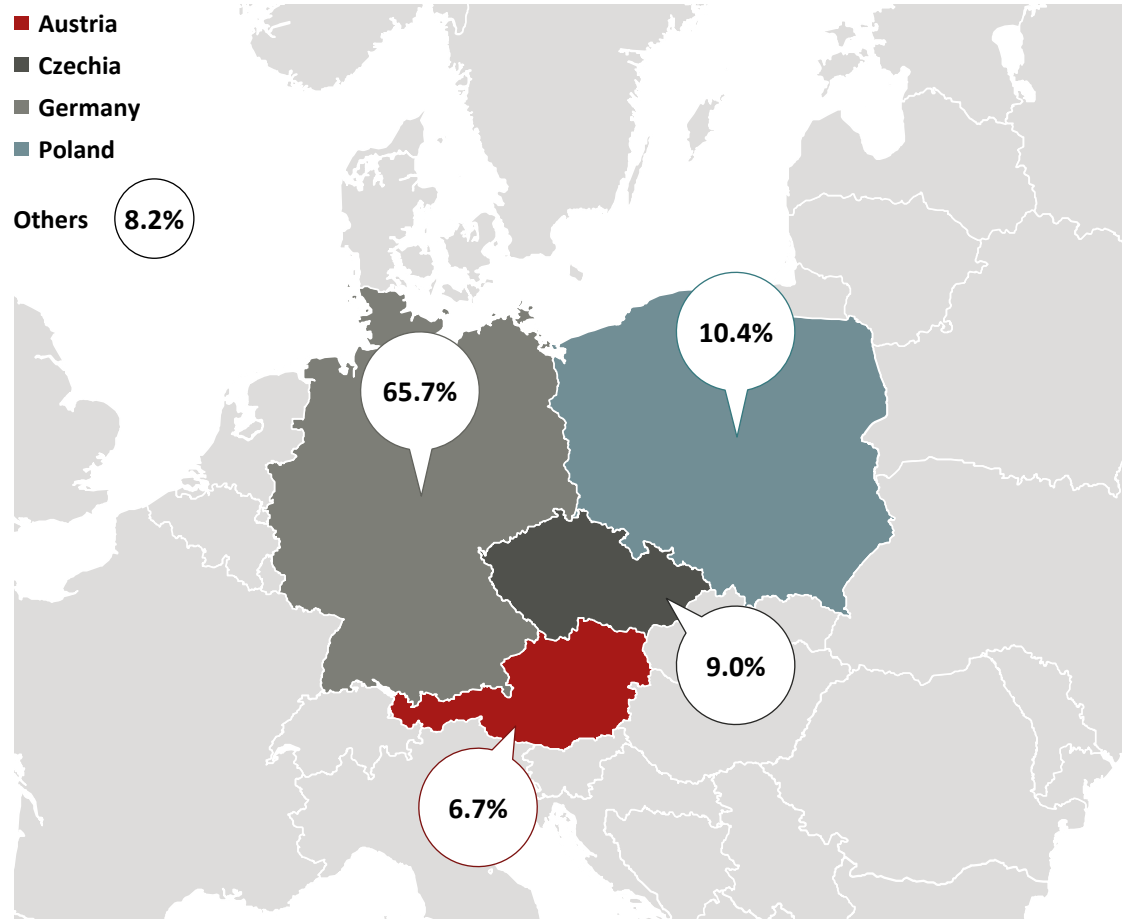 Austria
Czechia
Germany
Poland
Others 8.2%
10.4%
65.7%
9.0%
6.7%